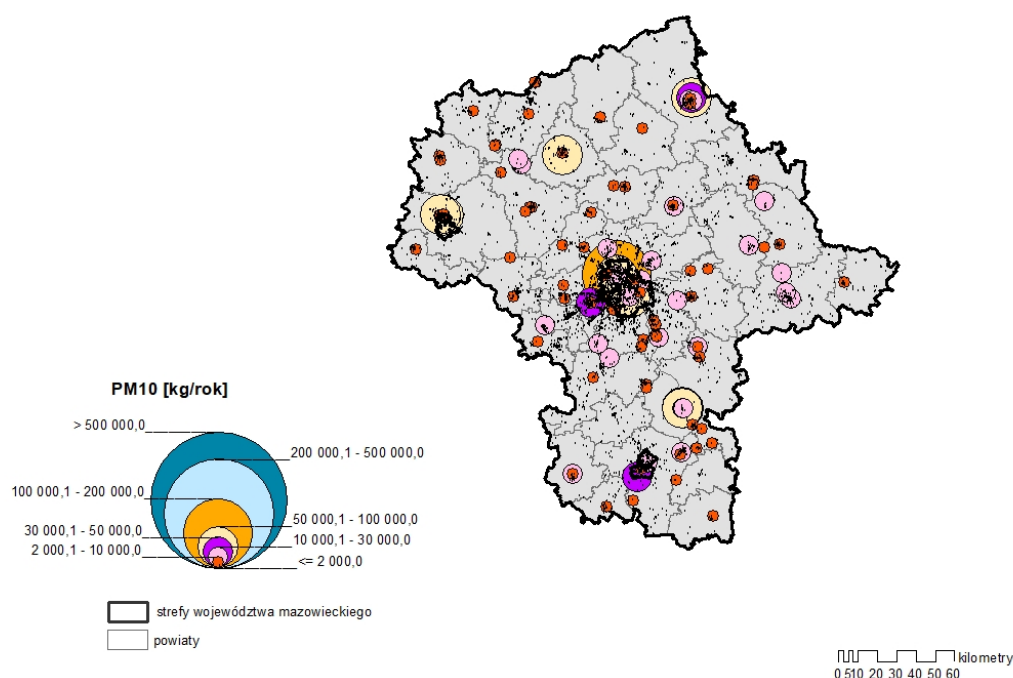 PM10 [kg/rok]
> 500 000,0
200 000,1 - 500 000,0
100 000,1 - 200 000,0
50 000,1 - 100 000,0
30 000,1 - 50 000,0
10 000,1 - 30 000,0
2 000,1 - 10 000,0
<= 2 000,0
strefy województwa mazowieckiego
powiaty
kilometry
0 510 20 30 40 50 60